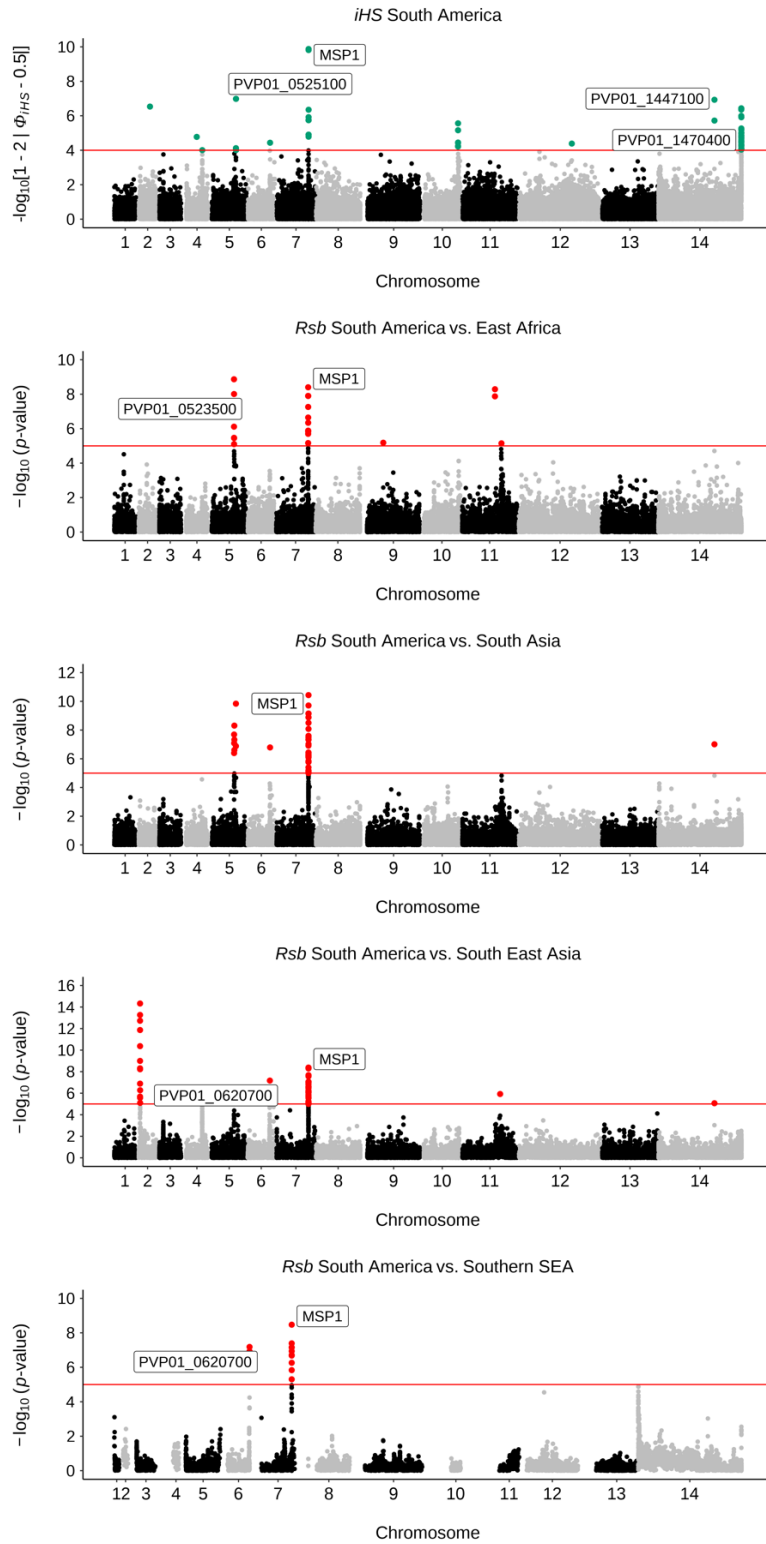 iHS South America
-log10[1 - 2 | ΦiHS - 0.5|]
10
8
6
4
2
0
MSP1
PVP01_0525100
PVP01_1447100
PVP01_1470400
1 2 3 4 5 6 7 8 9 10 11 12 13 14
Chromosome
Rsb South America vs. East Africa
−log10 (p-value)
10
8
6
4
2
0
MSP1
PVP01_0523500
1 2 3 4 5 6 7 8 9 10 11 12 13 14
Chromosome
Rsb South America vs. South Asia
−log10 (p-value)
12
10
8
6
4
2
0
MSP1
1 2 3 4 5 6 7 8 9 10 11 12 13 14
Chromosome
Rsb South America vs. South East Asia
−log10 (p-value)
16
14
12
10
8
6
4
2
0
MSP1
PVP01_0620700
1 2 3 4 5 6 7 8 9 10 11 12 13 14
Chromosome
Rsb South America vs. Southern SEA
−log10 (p-value)
10
8
6
4
2
0
MSP1
PVP01_0620700
12 3 4 5 6 7 8 9 10 11 12 13 14
Chromosome